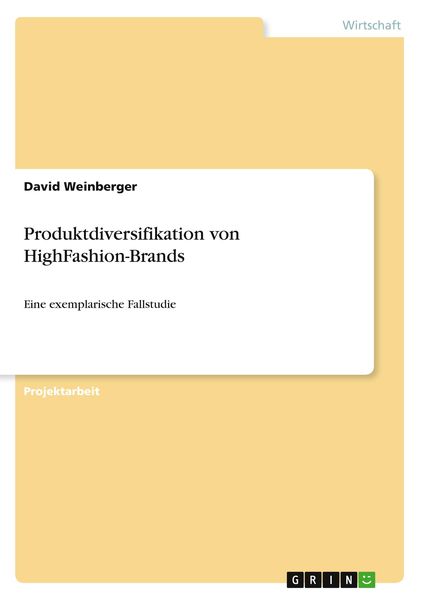 Wirtschaft
David Weinberger
Produktdiversifikation von
HighFashion-Brands
Eine exemplarische Fallstudie
Projektarbeit
GRIN